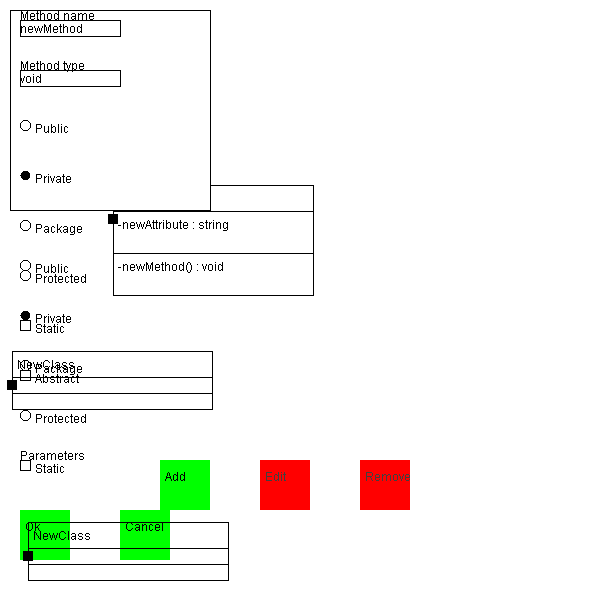 Method name
newMethod
Method type
void
Public
Private
Package
-newAttribute : string
Public
Protected
-newMethod() : void
Private
Static
NewClass
Package
Abstract
Protected
Parameters
Static
Add
Edit
Remove
Ok
Cancel
NewClass